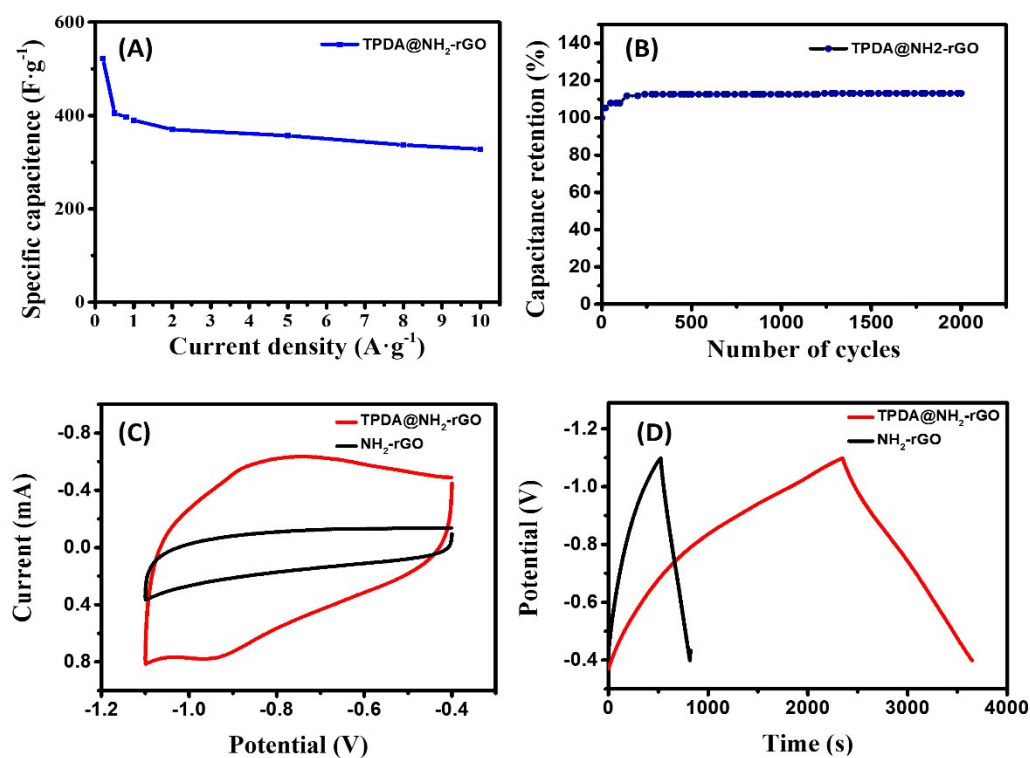 (A)
TPDA@NH₂-rGO
Specific capacitence (F·g⁻¹)
600
400
200
0
0 1 2 3 4 5 6 7 8 9 10
Current density (A·g⁻¹)
(B)
TPDA@NH2-rGO
Capacitance retention (%)
140
120
100
80
60
40
20
0
0 500 1000 1500 2000
Number of cycles
(C)
TPDA@NH₂-rGO
NH₂-rGO
Current (mA)
-0.8
-0.4
0.0
0.4
0.8
-1.2 -1.0 -0.8 -0.6 -0.4
Potential (V)
(D)
TPDA@NH₂-rGO
NH₂-rGO
Potential (V)
-1.2
-1.0
-0.8
-0.6
-0.4
0 1000 2000 3000 4000
Time (s)